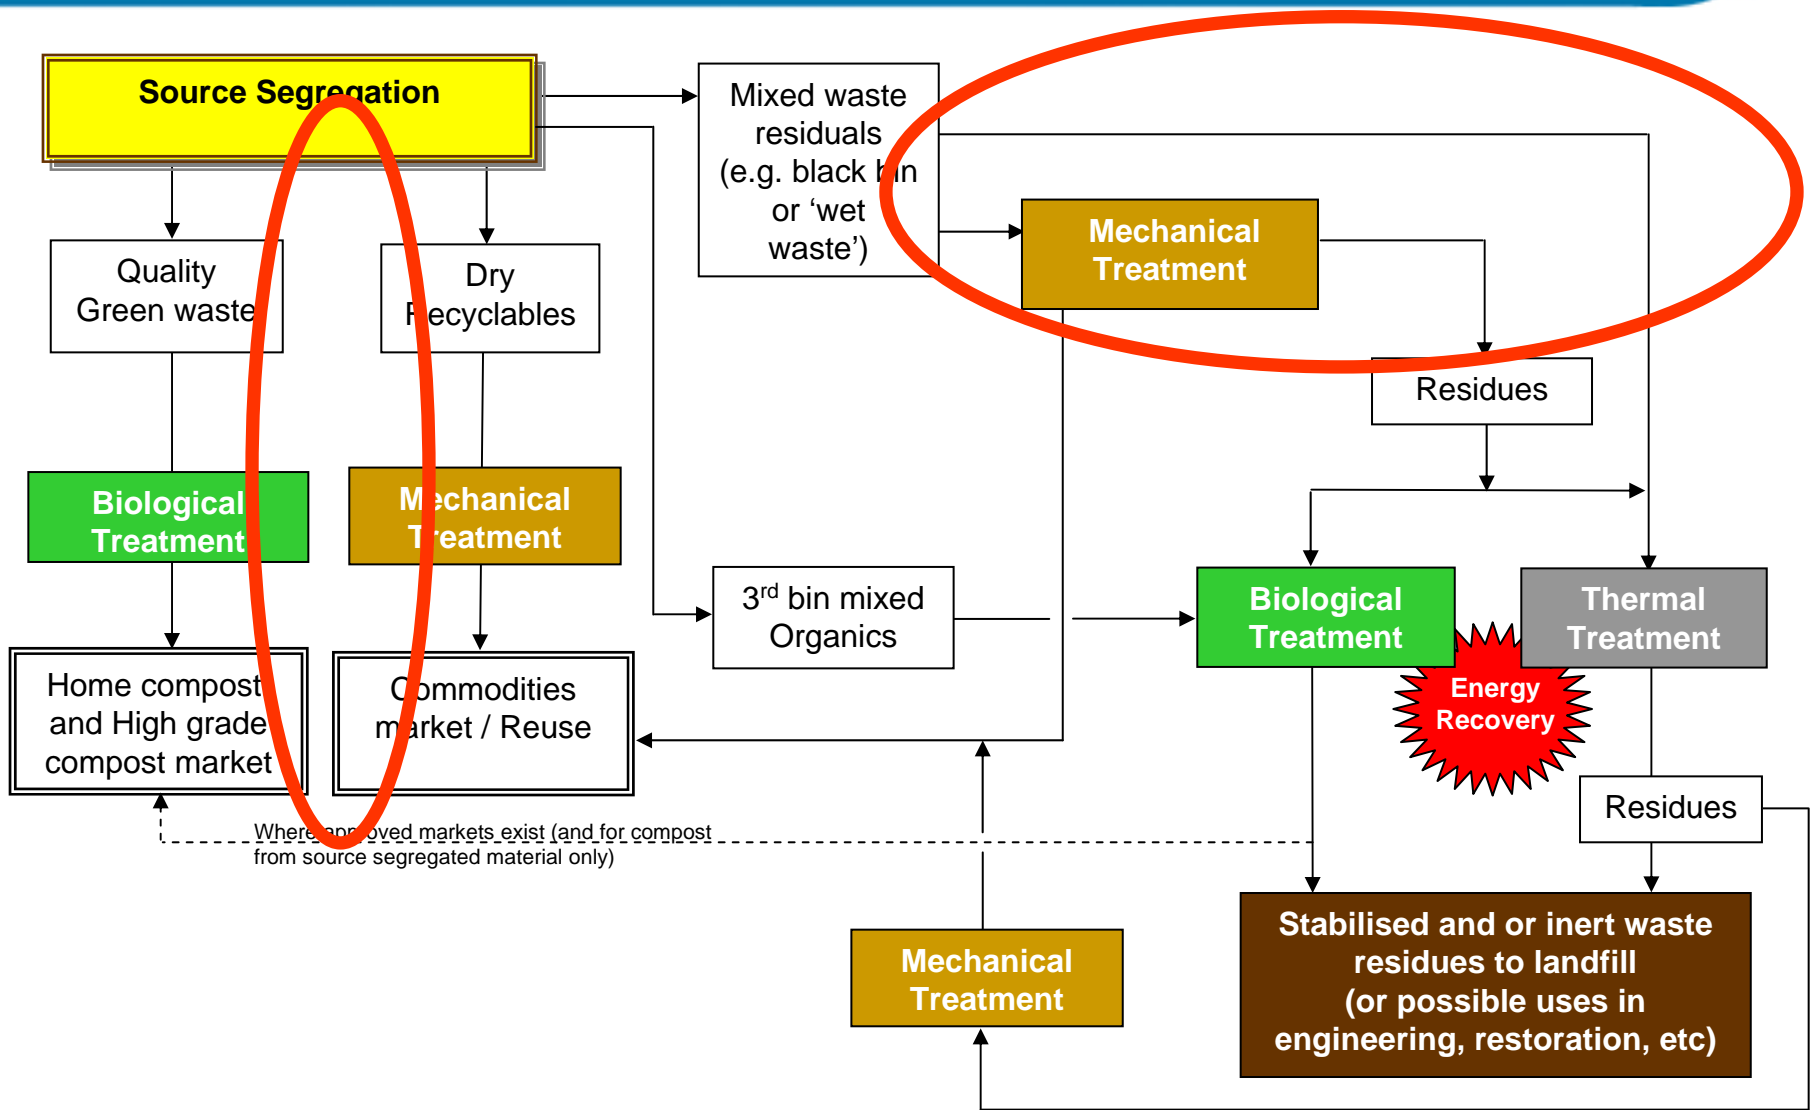 Source Segregation
Mixed waste
residuals
(e.g. black bin
or ‘wet
waste’)
Mechanical
Treatment
Quality
Green waste
Dry
Recyclables
Residues
Biological
Treatment
Mechanical
Treatment
3rd bin mixed
Organics
Biological
Treatment
Thermal
Treatment
Energy
Recovery
Home compost
and High grade
compost market
Commodities
market / Reuse
Residues
Where approved markets exist (and for compost
from source segregated material only)
Mechanical
Treatment
Stabilised and or inert waste
residues to landfill
(or possible uses in
engineering, restoration, etc)